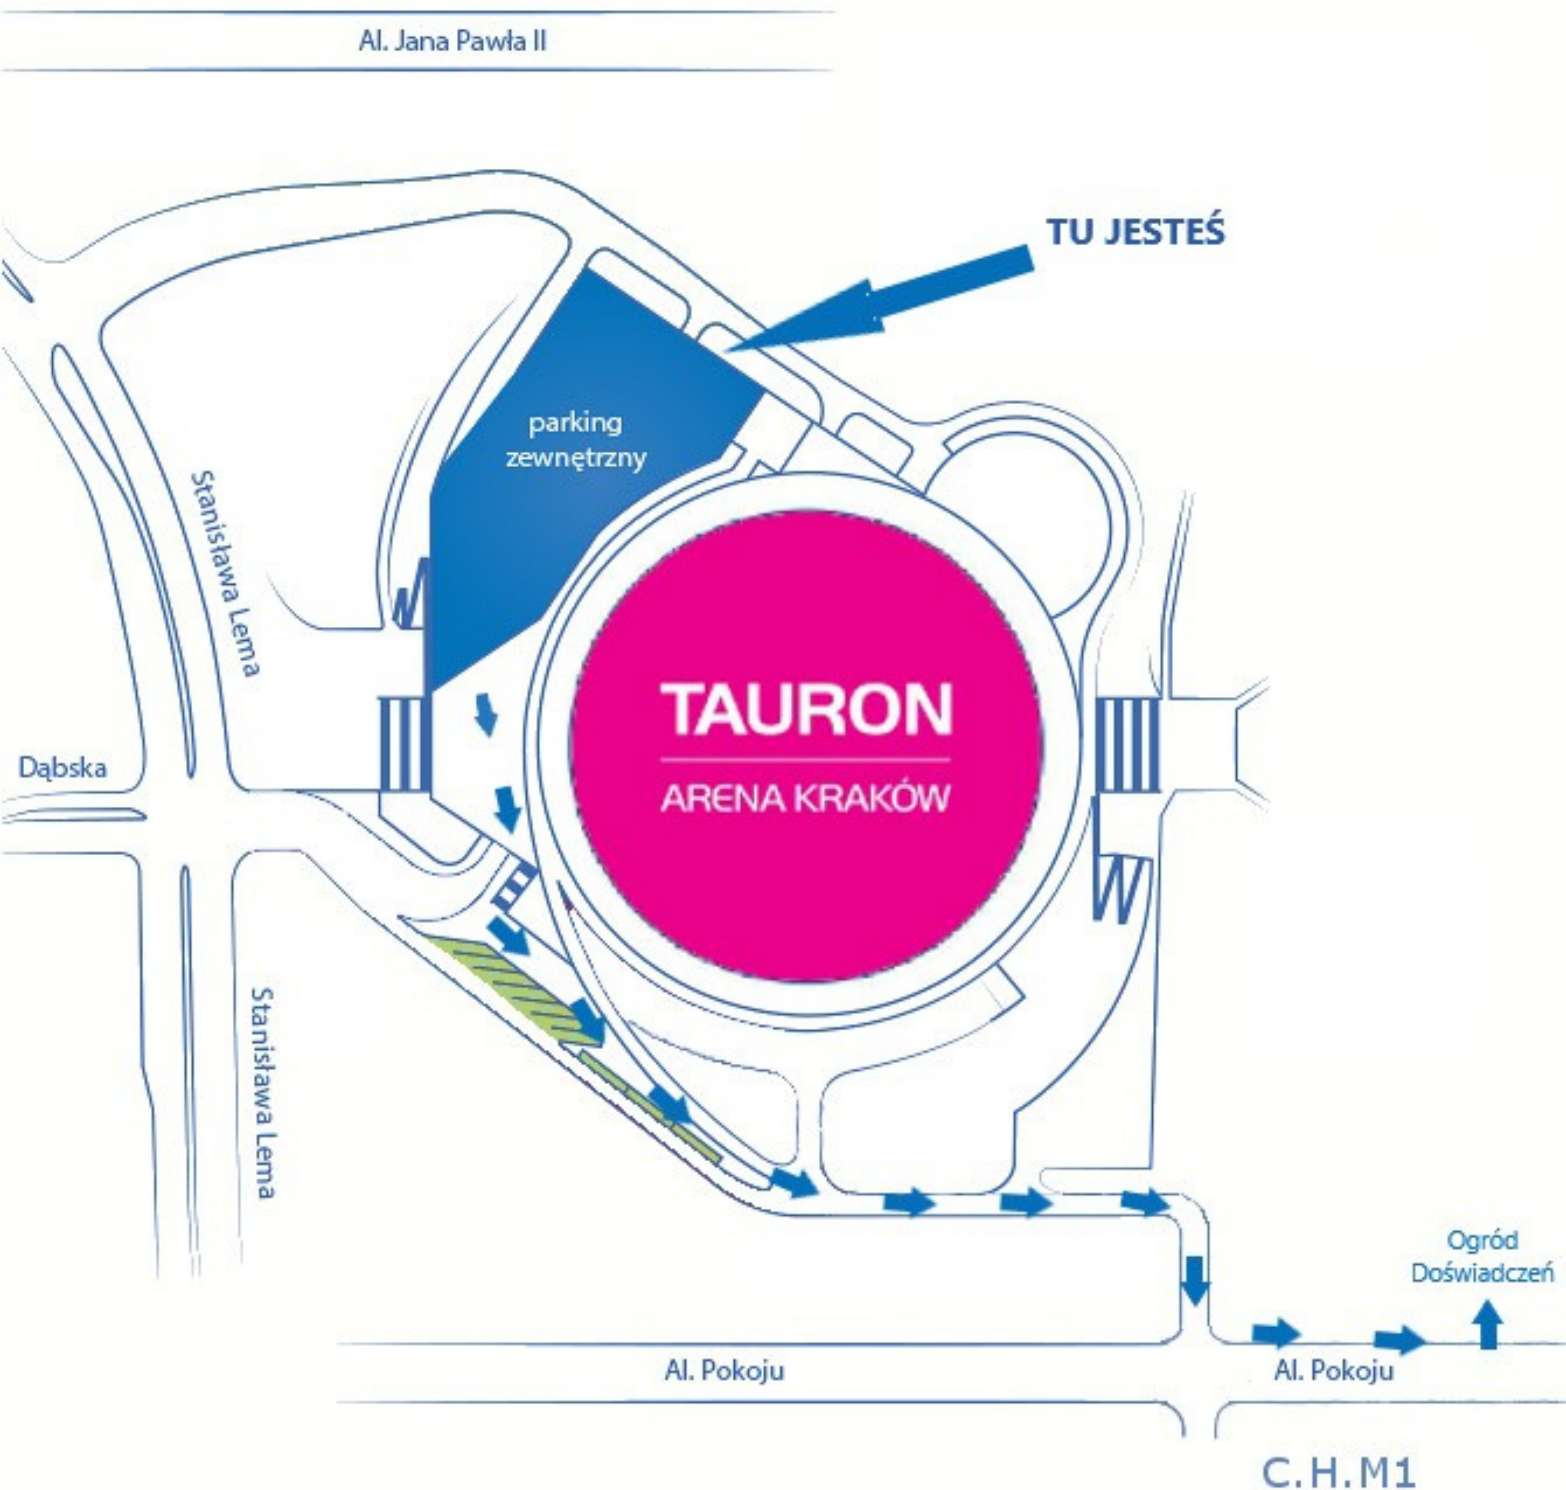 Al. Jana Pawła II
TU JESTEŚ
parking
zewnętrzny
Stanisława Lema
TAURON
ARENA KRAKÓW
Dąbska
Stanisława Lema
Ogród
Doświadczeń
Al. Pokoju
Al. Pokoju
C.H.M1